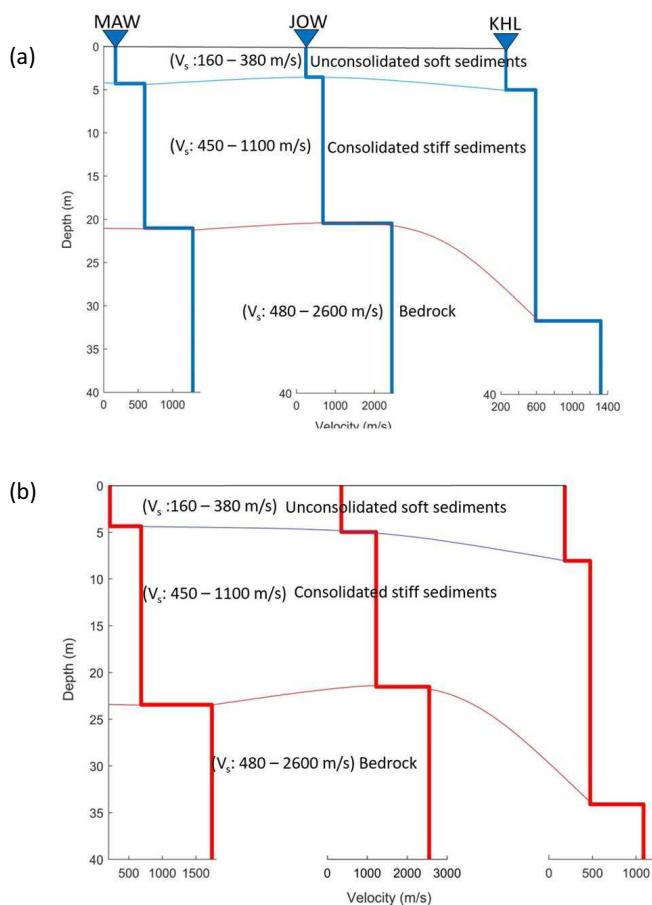 MAW JOW KHL
(a)
0
(Vs :160 – 380 m/s) Unconsolidated soft sediments
5
10
(Vs: 450 – 1100 m/s) Consolidated stiff sediments
15
20
Depth (m)
25
30
(Vs: 480 – 2600 m/s) Bedrock
35
40 40 40
0 500 1000 0 1000 2000 200 600 1000 1400
Velocity (m/s)
(b)
0
(Vs :160 – 380 m/s) Unconsolidated soft sediments
5
10
(Vs: 450 – 1100 m/s) Consolidated stiff sediments
15
20
Depth (m)
25
30
(Vs: 480 – 2600 m/s) Bedrock
35
40
500 1000 1500 0 1000 2000 3000 0 500 1000
Velocity (m/s)